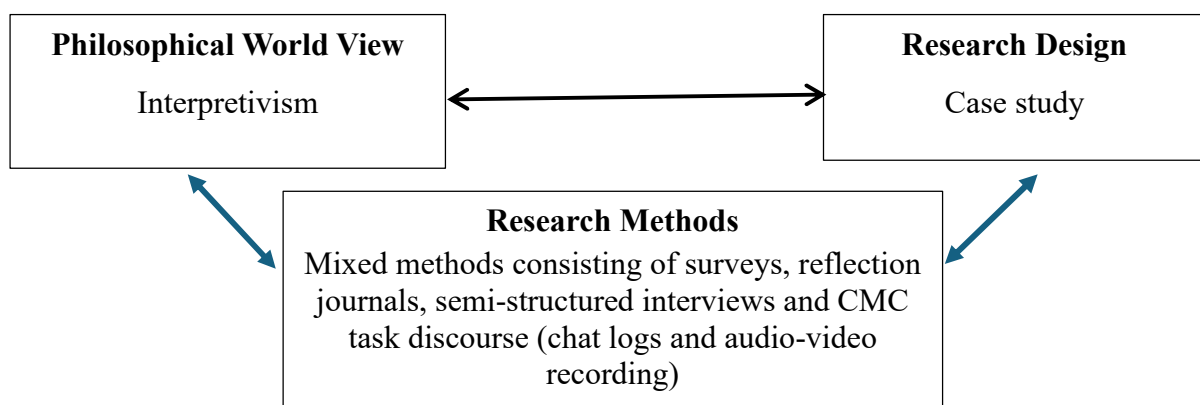 Philosophical World View
Interpretivism
Research Design
Case study
Research Methods
Mixed methods consisting of surveys, reflection
journals, semi-structured interviews and CMC
task discourse (chat logs and audio-video
recording)